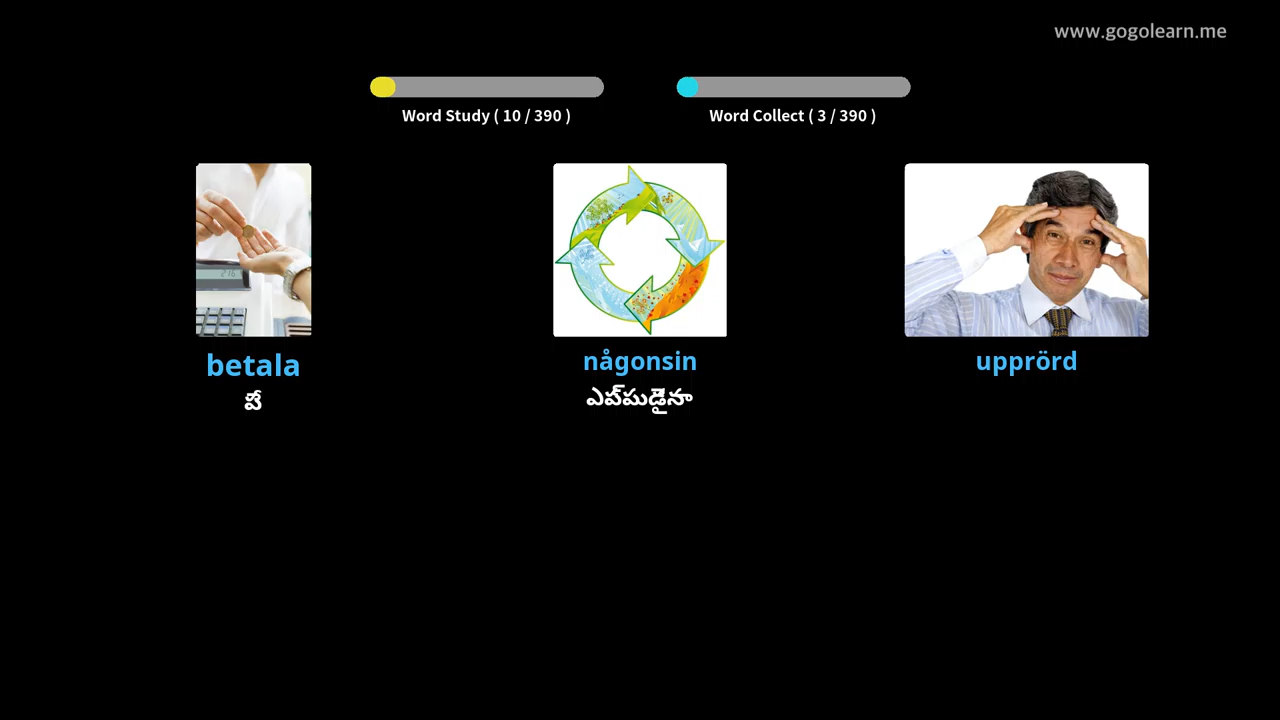 www.gogolearn.me
Word Study ( 10 / 390 )
Word Collect ( 3 / 390 )
betala
någonsin
upprörd
పే
ఎప్పుడైనా